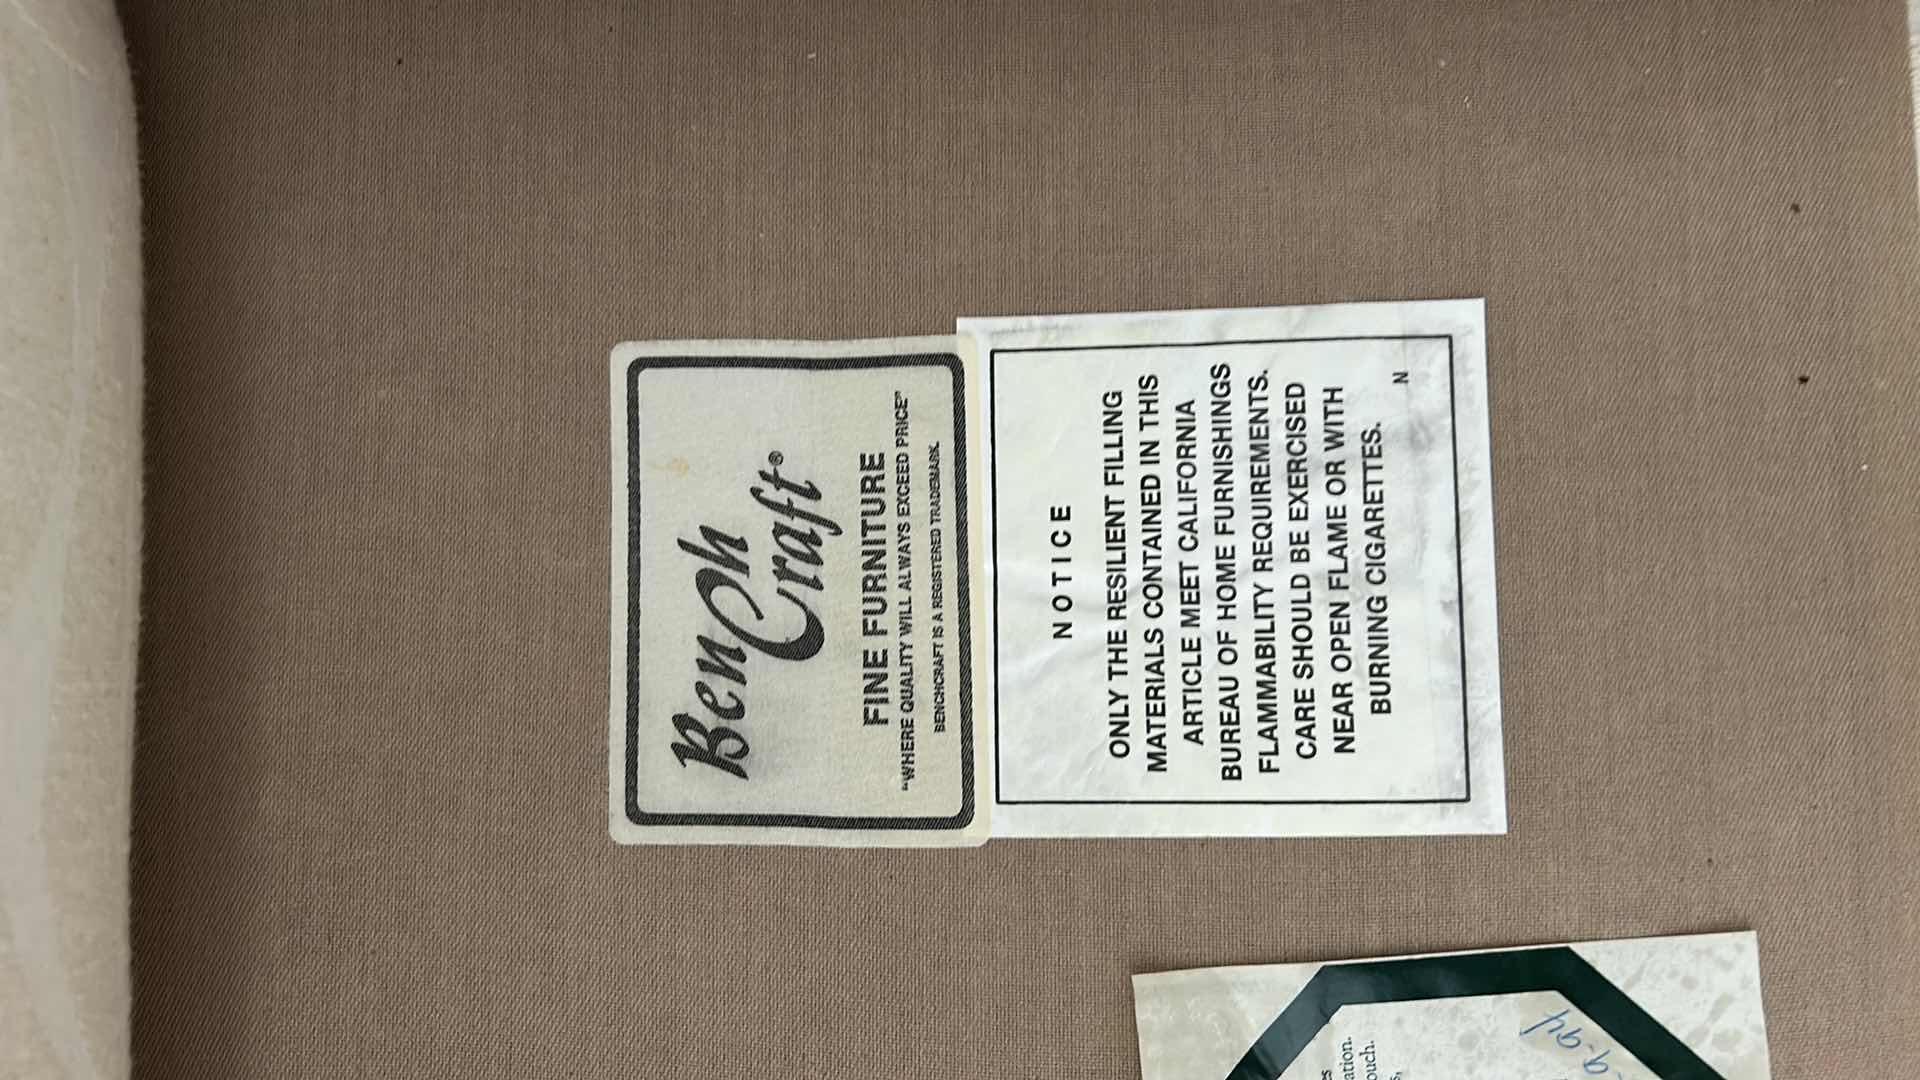 BenCh
Craft®
FINE FURNITURE
"WHERE QUALITY WILL ALWAYS EXCEED PRICE"
BENCHCRAFT IS A REGISTERED TRADEMARK.
NOTICE
ONLY THE RESILIENT FILLING
MATERIALS CONTAINED IN THIS
ARTICLE MEET CALIFORNIA
BUREAU OF HOME FURNISHINGS
FLAMMABILITY REQUIREMENTS.
CARE SHOULD BE EXERCISED
NEAR OPEN FLAME OR WITH
BURNING CIGARETTES.
N